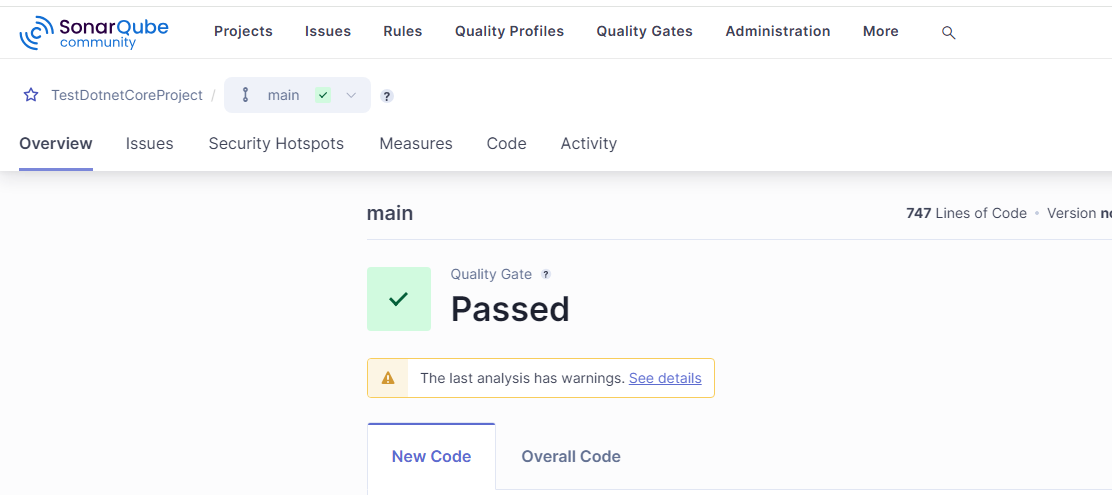 SonarQube
community
Projects Issues Rules Quality Profiles Quality Gates Administration More
TestDotnetCoreProject / main ?
Overview Issues Security Hotspots Measures Code Activity
main
747 Lines of Code • Version
Quality Gate ?
Passed
The last analysis has warnings. See details
New Code Overall Code